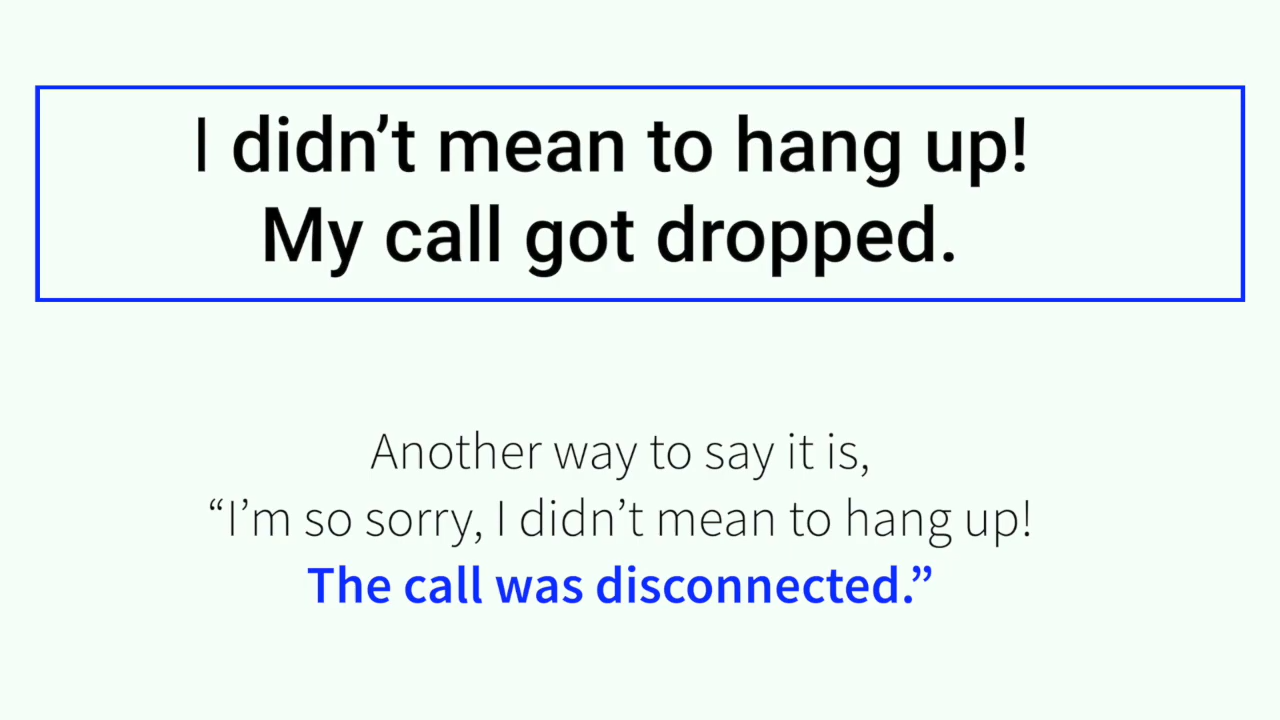 I didn’t mean to hang up!
My call got dropped.
Another way to say it is,
“I’m so sorry, I didn’t mean to hang up!
The call was disconnected.”